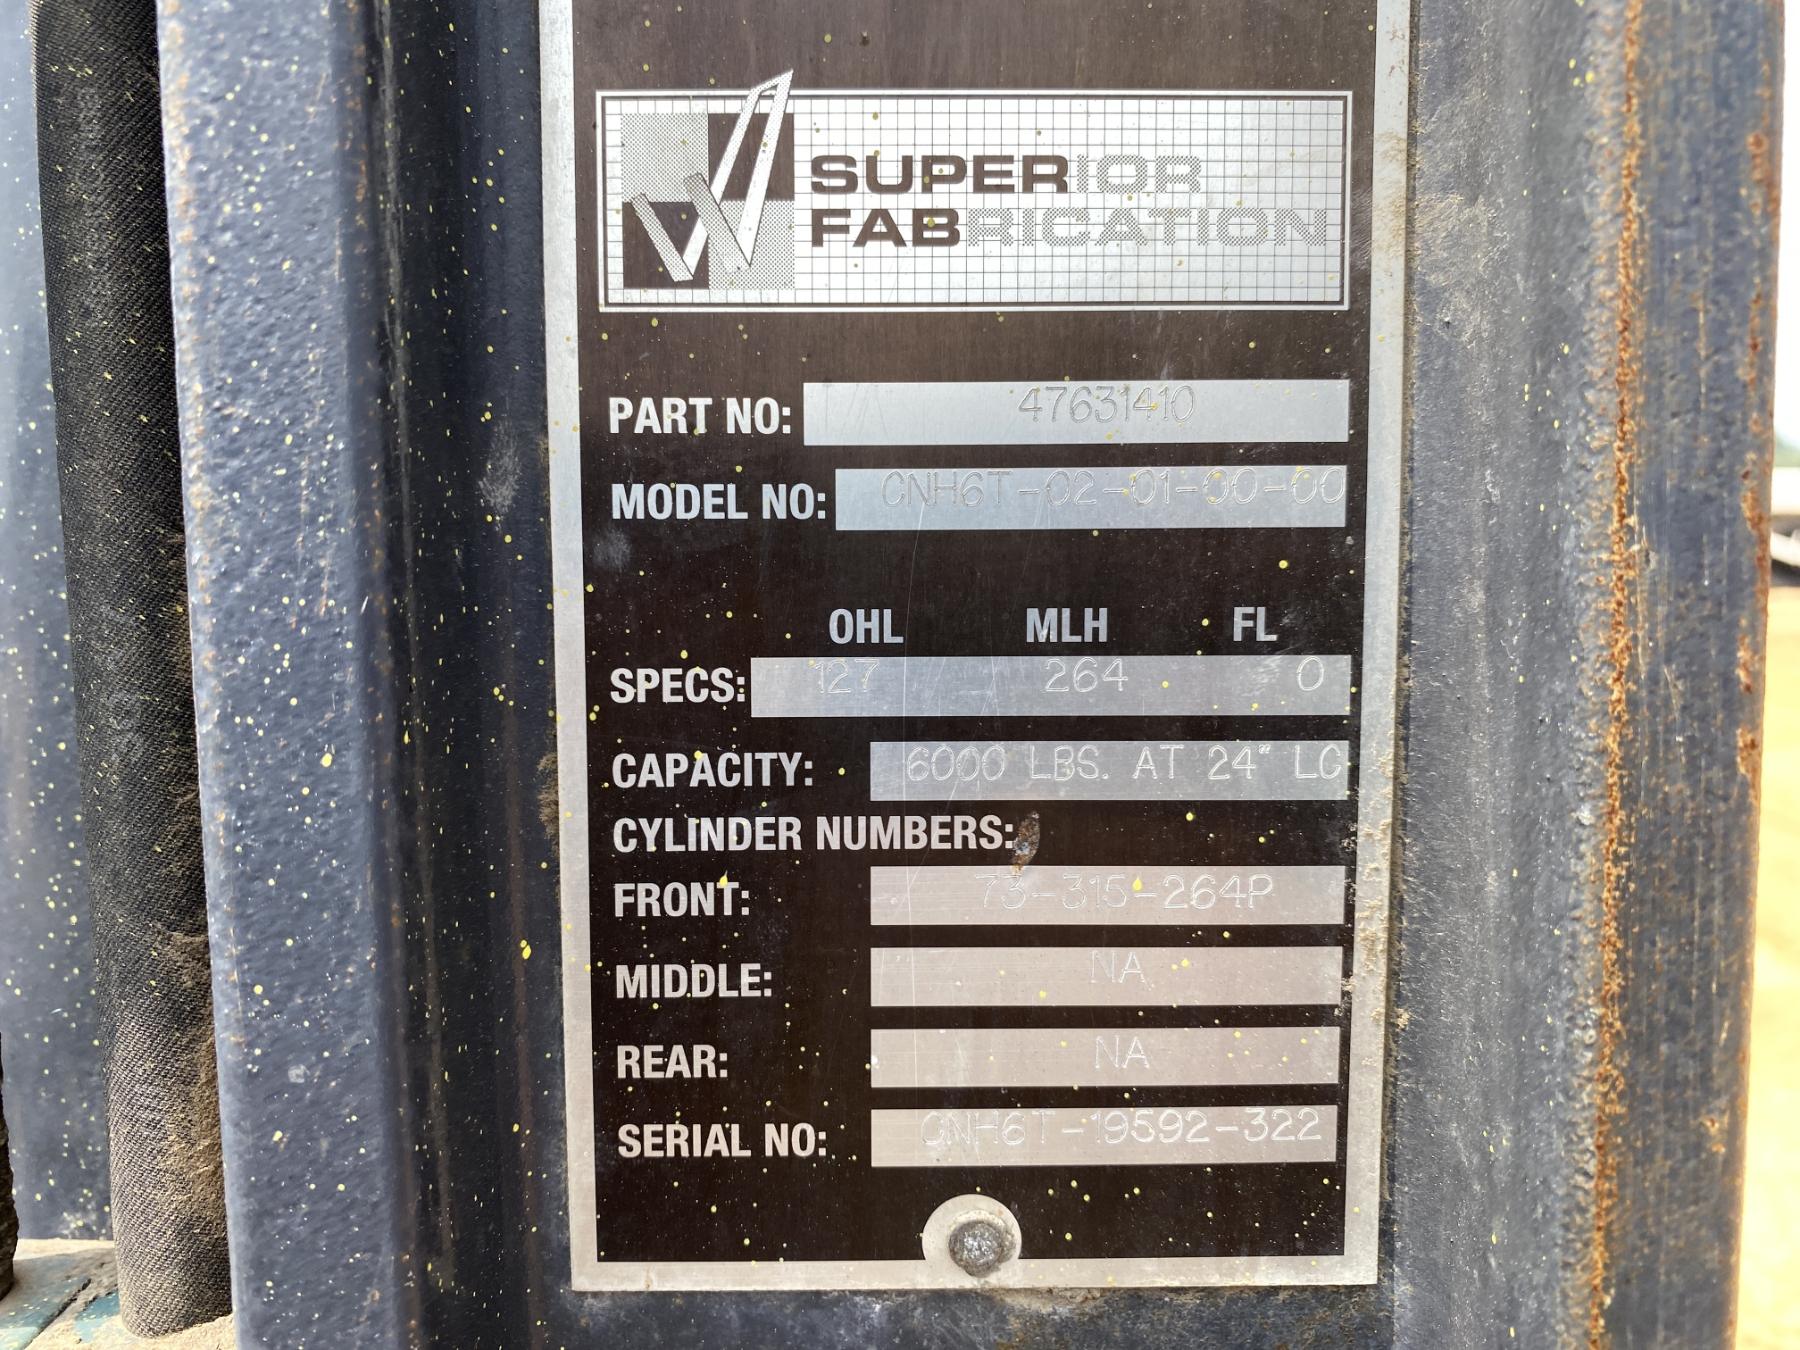 SUPERIOR
FABRICATION
PART NO: 47631410
MODEL NO: CNH6T-02-01-00-00
OHL MLH FL
SPECS: 127 264 0
CAPACITY: 6000 LBS. AT 24" LC
CYLINDER NUMBERS:
FRONT: 73-315-264P
MIDDLE: NA
REAR: NA
SERIAL NO: CNH6T-19592-322